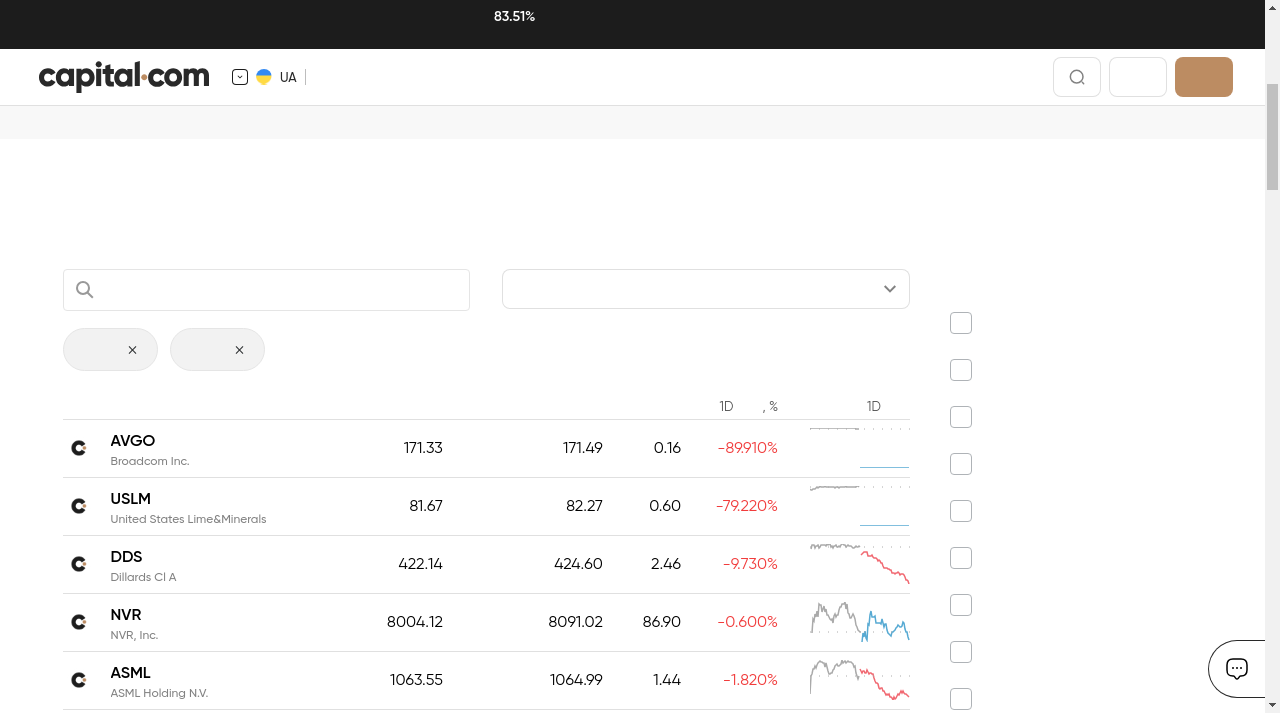 83.51%
capital.com
UA
1D , % 1D
AVGO 171.33 171.49 0.16 -89.910%
Broadcom Inc.
USLM 81.67 82.27 0.60 -79.220%
United States Lime&Minerals
DDS 422.14 424.60 2.46 -9.730%
Dillards Cl A
NVR 8004.12 8091.02 86.90 -0.600%
NVR, Inc.
ASML 1063.55 1064.99 1.44 -1.820%
ASML Holding N.V.